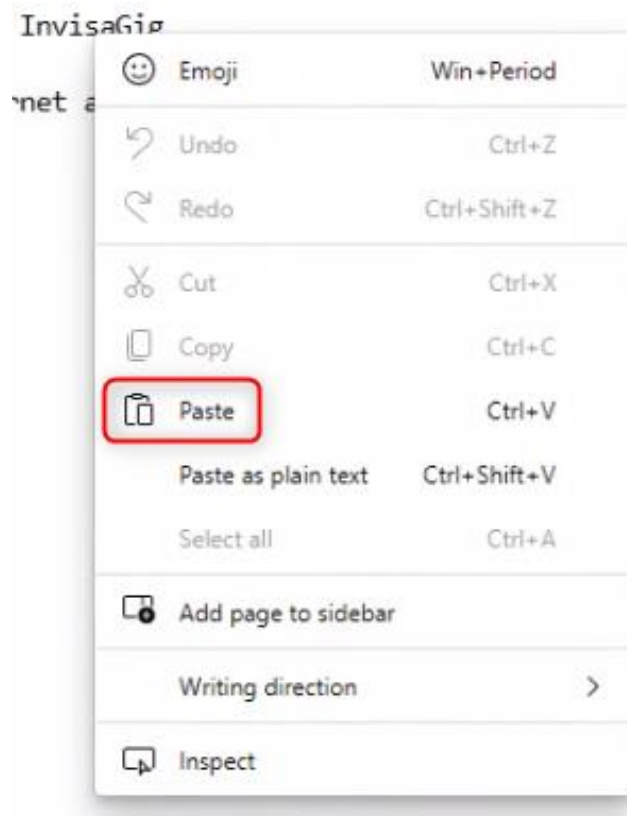 InvisaGig
Emoji Win+Period
rnet a
Undo Ctrl+Z
Redo Ctrl+Shift+Z
Cut Ctrl+X
Copy Ctrl+C
Paste Ctrl+V
Paste as plain text Ctrl+Shift+V
Select all Ctrl+A
Add page to sidebar
Writing direction
Inspect